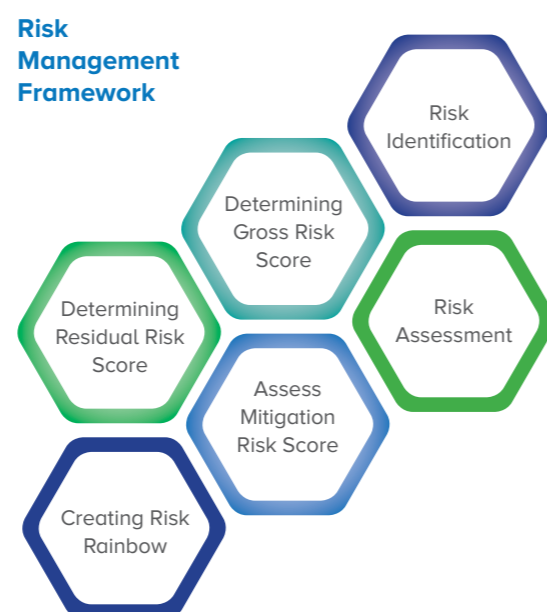 Risk
Management
Framework
Risk
Identification
Determining
Gross Risk
Score
Risk
Assessment
Determining
Residual Risk
Score
Assess
Mitigation
Risk Score
Creating Risk
Rainbow